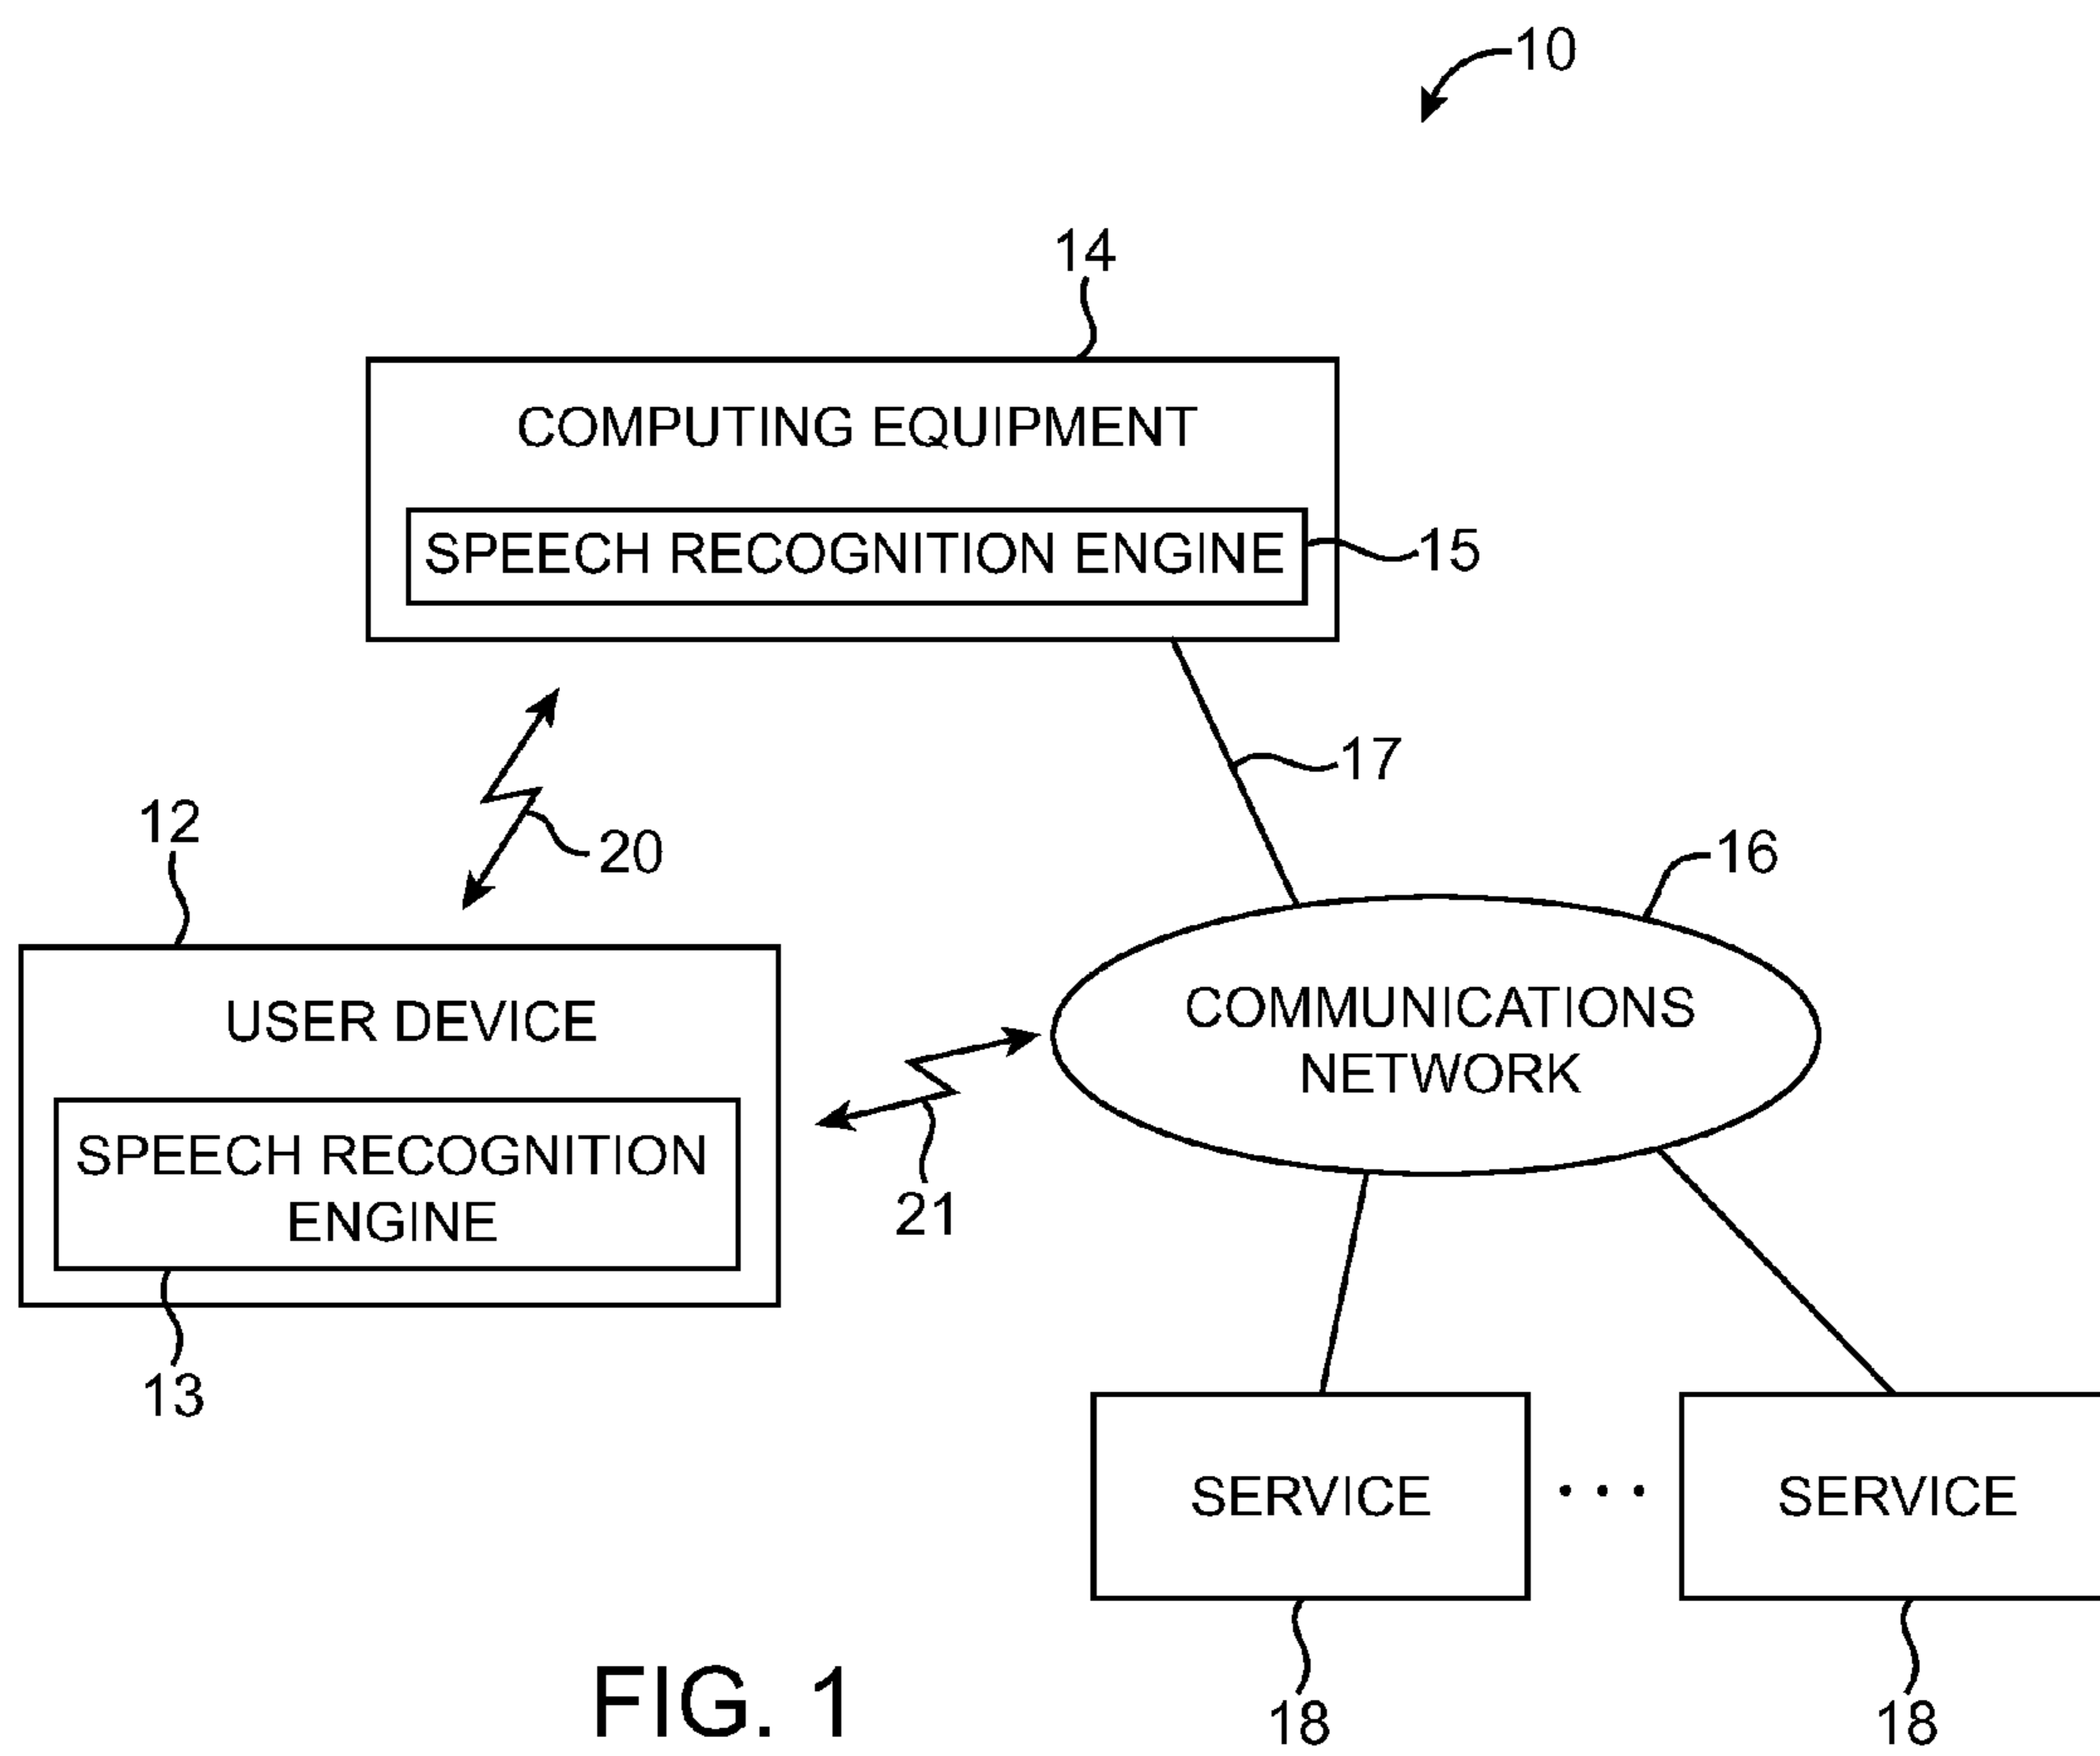 10
14
COMPUTING EQUIPMENT
SPEECH RECOGNITION ENGINE
15
17
12
20
16
USER DEVICE
COMMUNICATIONS
NETWORK
SPEECH RECOGNITION
ENGINE
21
13
SERVICE
• • •
SERVICE
FIG. 1
18
18